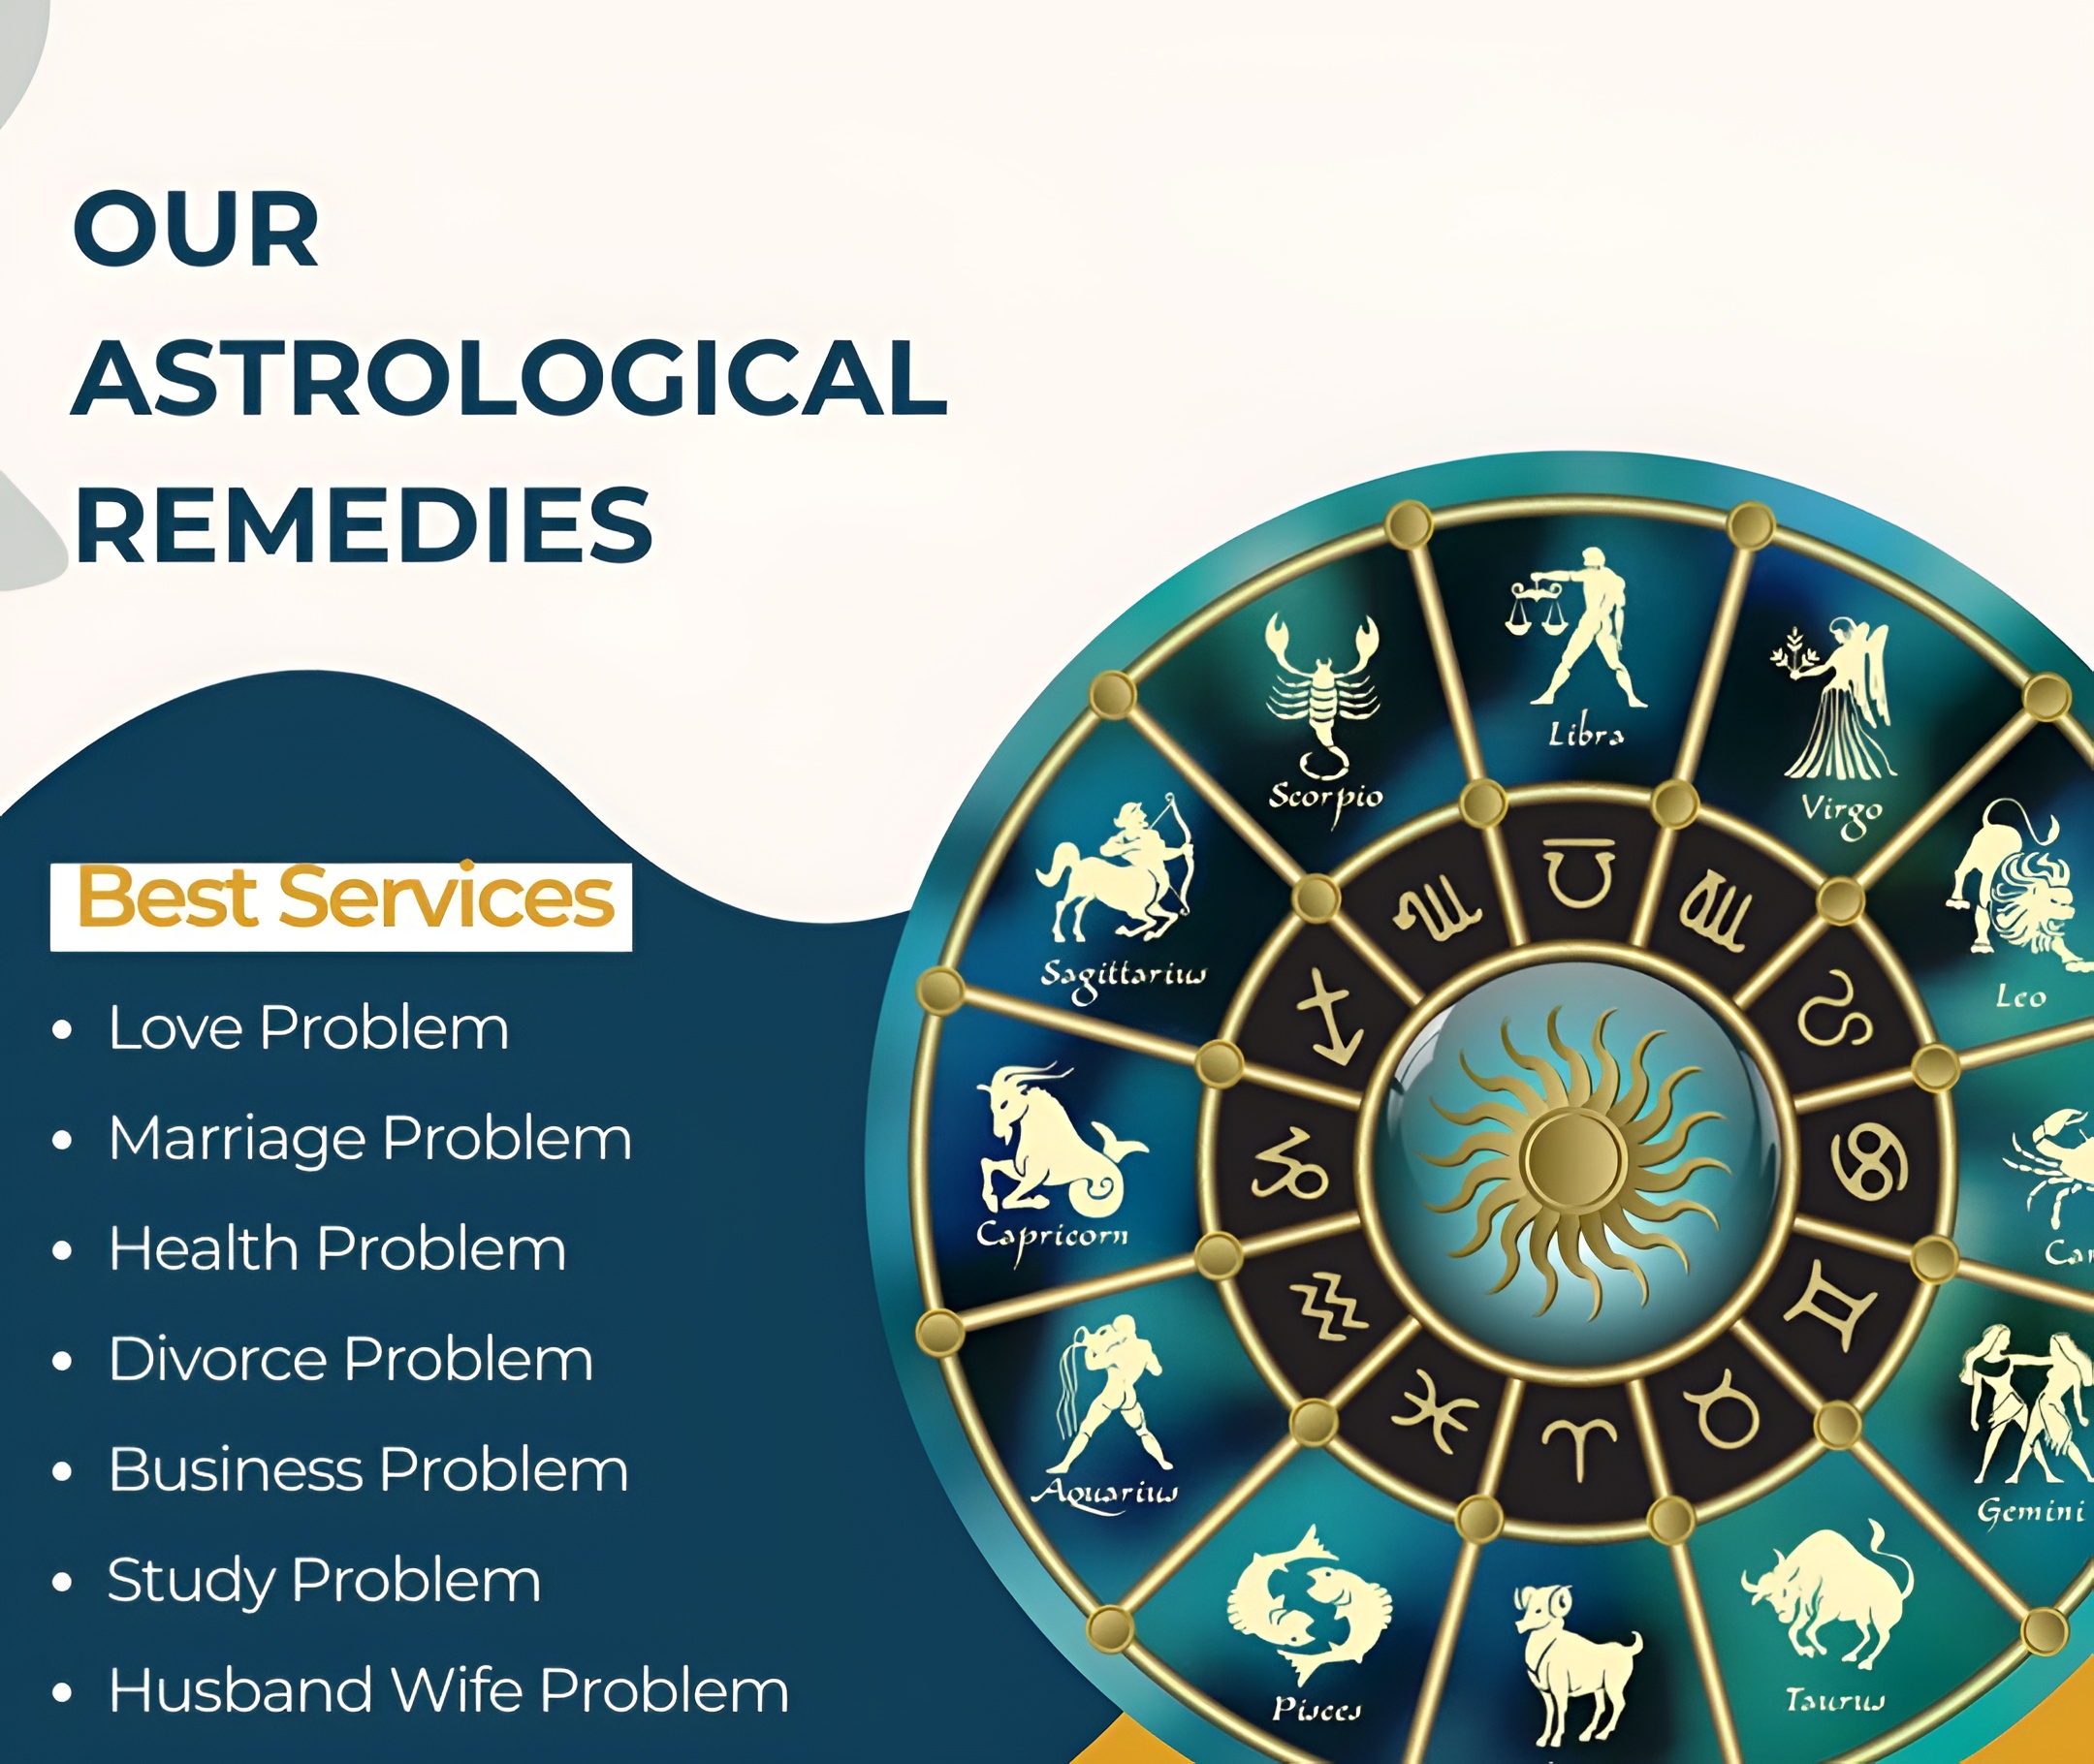 OUR
ASTROLOGICAL
REMEDIES
Best Services
• Love Problem
• Marriage Problem
• Health Problem
• Divorce Problem
• Business Problem
• Study Problem
• Husband Wife Problem
Libra
Scorpio
Virgo
Sagittarius
Leo
Capricorn
Aquarius
Gemini
Pisces
Taurus